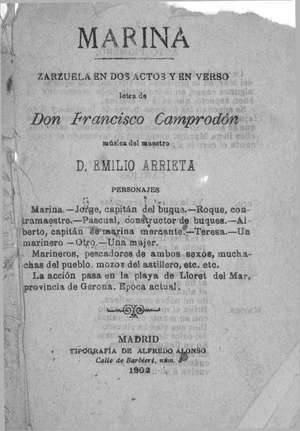 MARINA
ZARZUELA EN DOS ACTOS Y EN VERSO
letra de
Don Francisco Camprodón
música del maestro
D. EMILIO ARRIETA
PERSONAJES
Marina.—Jorge, capitán del buque.—Roque, con-
tramaestre.—Pascual, constructor de buques.—Al-
berto, capitán de marina mercante.—Teresa.—Un
marinero.—Otro.—Una mujer.
Marineros, pescadores de ambos sexos, mucha-
chas del pueblo, mozos del astillero, etc. etc.
La acción pasa en la playa de Lloret del Mar,
provincia de Gerona. Epoca actual.
MADRID
TIPOGRAFÍA DE ALFREDO ALONSO
Calle de Barbieri, núm.
1902